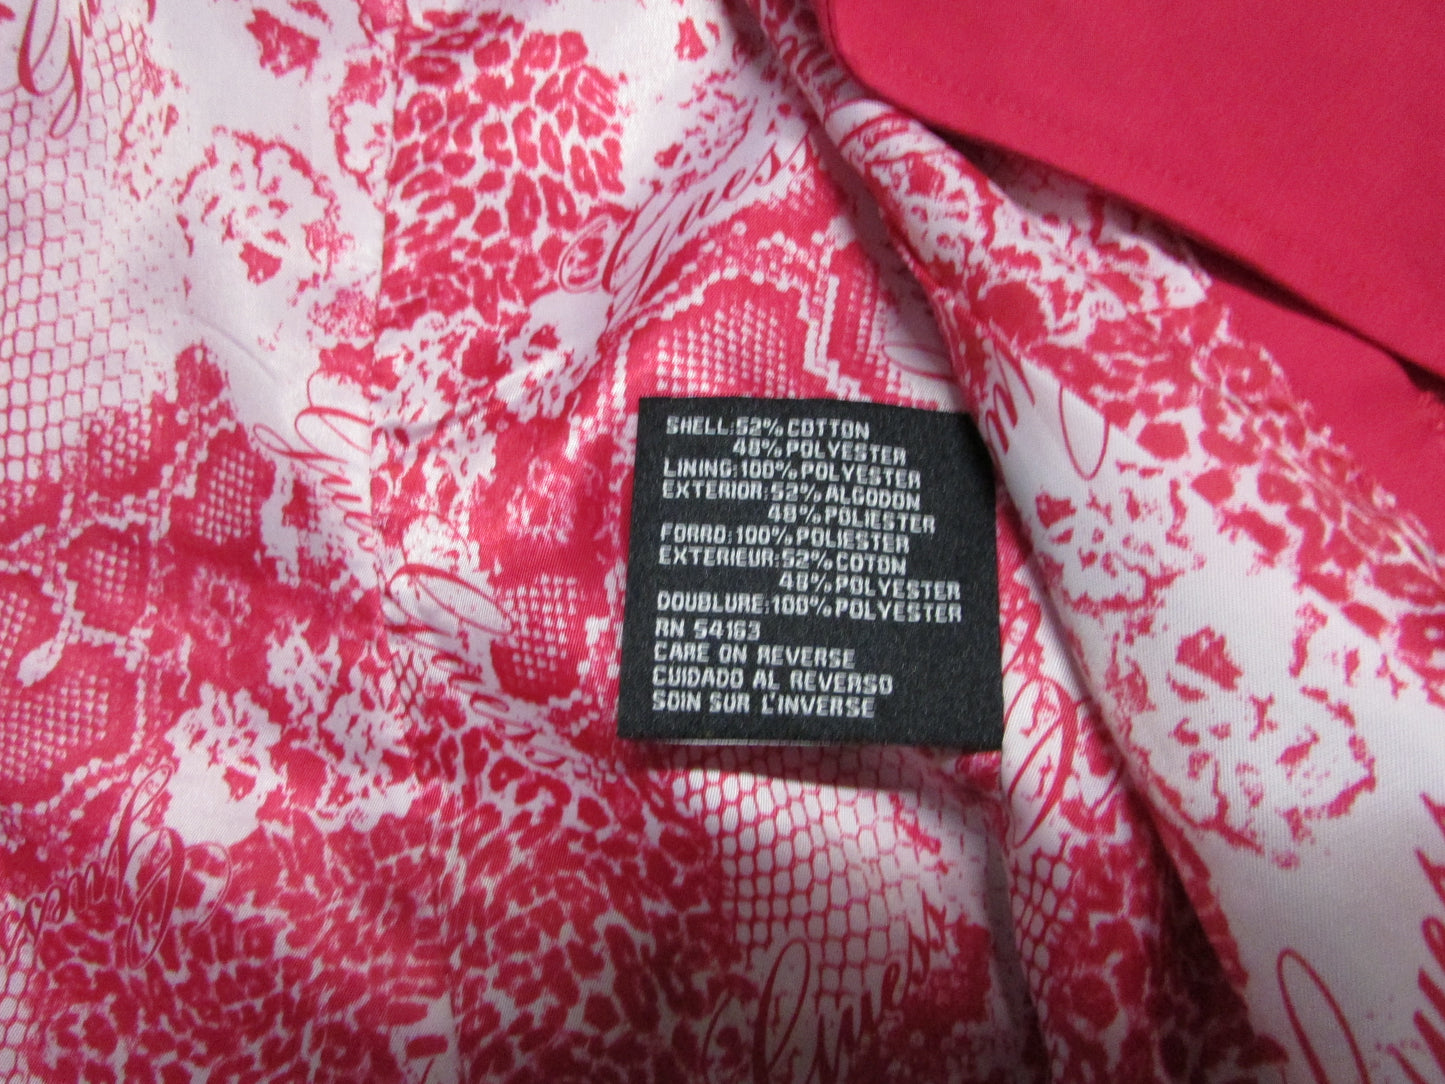 SHELL:52% COTTON
48% POLYESTER
LINING:100% POLYESTER
EXTERIOR:52% ALGODON
48% POLIESTER
FORRO:100% POLIESTER
EXTERIEUR:52% COTON
48% POLYESTER
DOUBLURE:100% POLYESTER
RN 54163
CARE ON REVERSE
CUIDADO AL REVERSO
SOIN SUR L'INVERSE